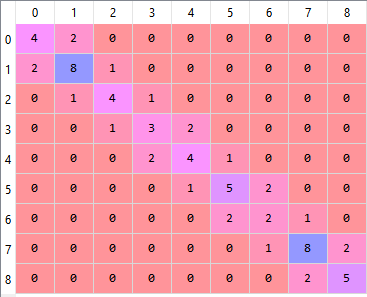 0 1 2 3 4 5 6 7 8
0 4 2 0 0 0 0 0 0 0
1 2 8 1 0 0 0 0 0 0
2 0 1 4 1 0 0 0 0 0
3 0 0 1 3 2 0 0 0 0
4 0 0 0 2 4 1 0 0 0
5 0 0 0 0 1 5 2 0 0
6 0 0 0 0 0 2 2 1 0
7 0 0 0 0 0 0 1 8 2
8 0 0 0 0 0 0 0 2 5